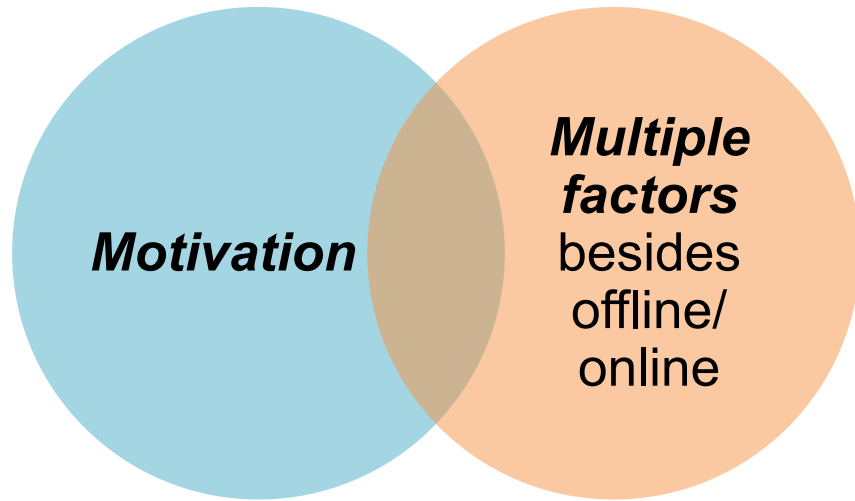 Motivation
Multiple
factors
besides
offline/
online